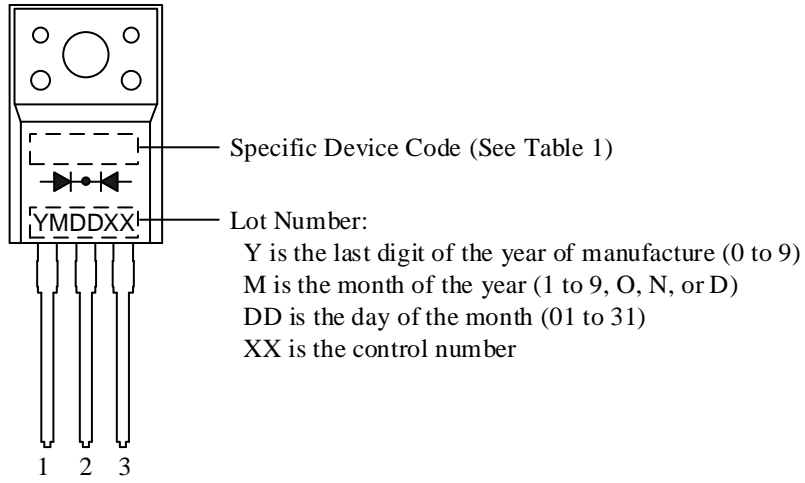 Specific Device Code (See Table 1)
YMDDXX
Lot Number:
Y is the last digit of the year of manufacture (0 to 9)
M is the month of the year (1 to 9, O, N, or D)
DD is the day of the month (01 to 31)
XX is the control number
1 2 3